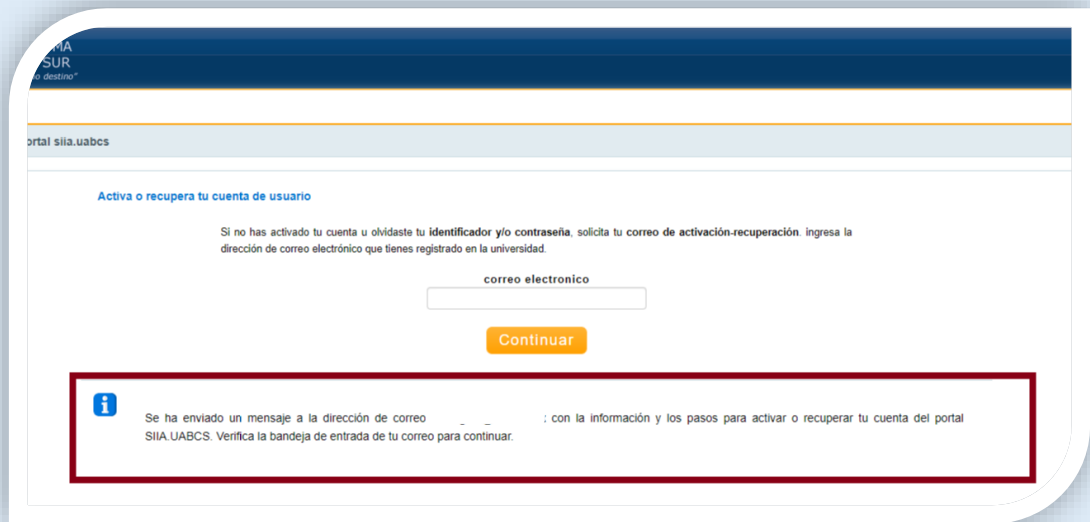 SUR
destino"
portal siia.uabcs
Activa o recupera tu cuenta de usuario
Si no has activado tu cuenta u olvidaste tu identificador y/o contraseña, solicita tu correo de activación-recuperación. ingresa la
dirección de correo electrónico que tienes registrado en la universidad.
correo electronico
Continuar
Se ha enviado un mensaje a la dirección de correo ; con la información y los pasos para activar o recuperar tu cuenta del portal
SIIA.UABCS. Verifica la bandeja de entrada de tu correo para continuar.